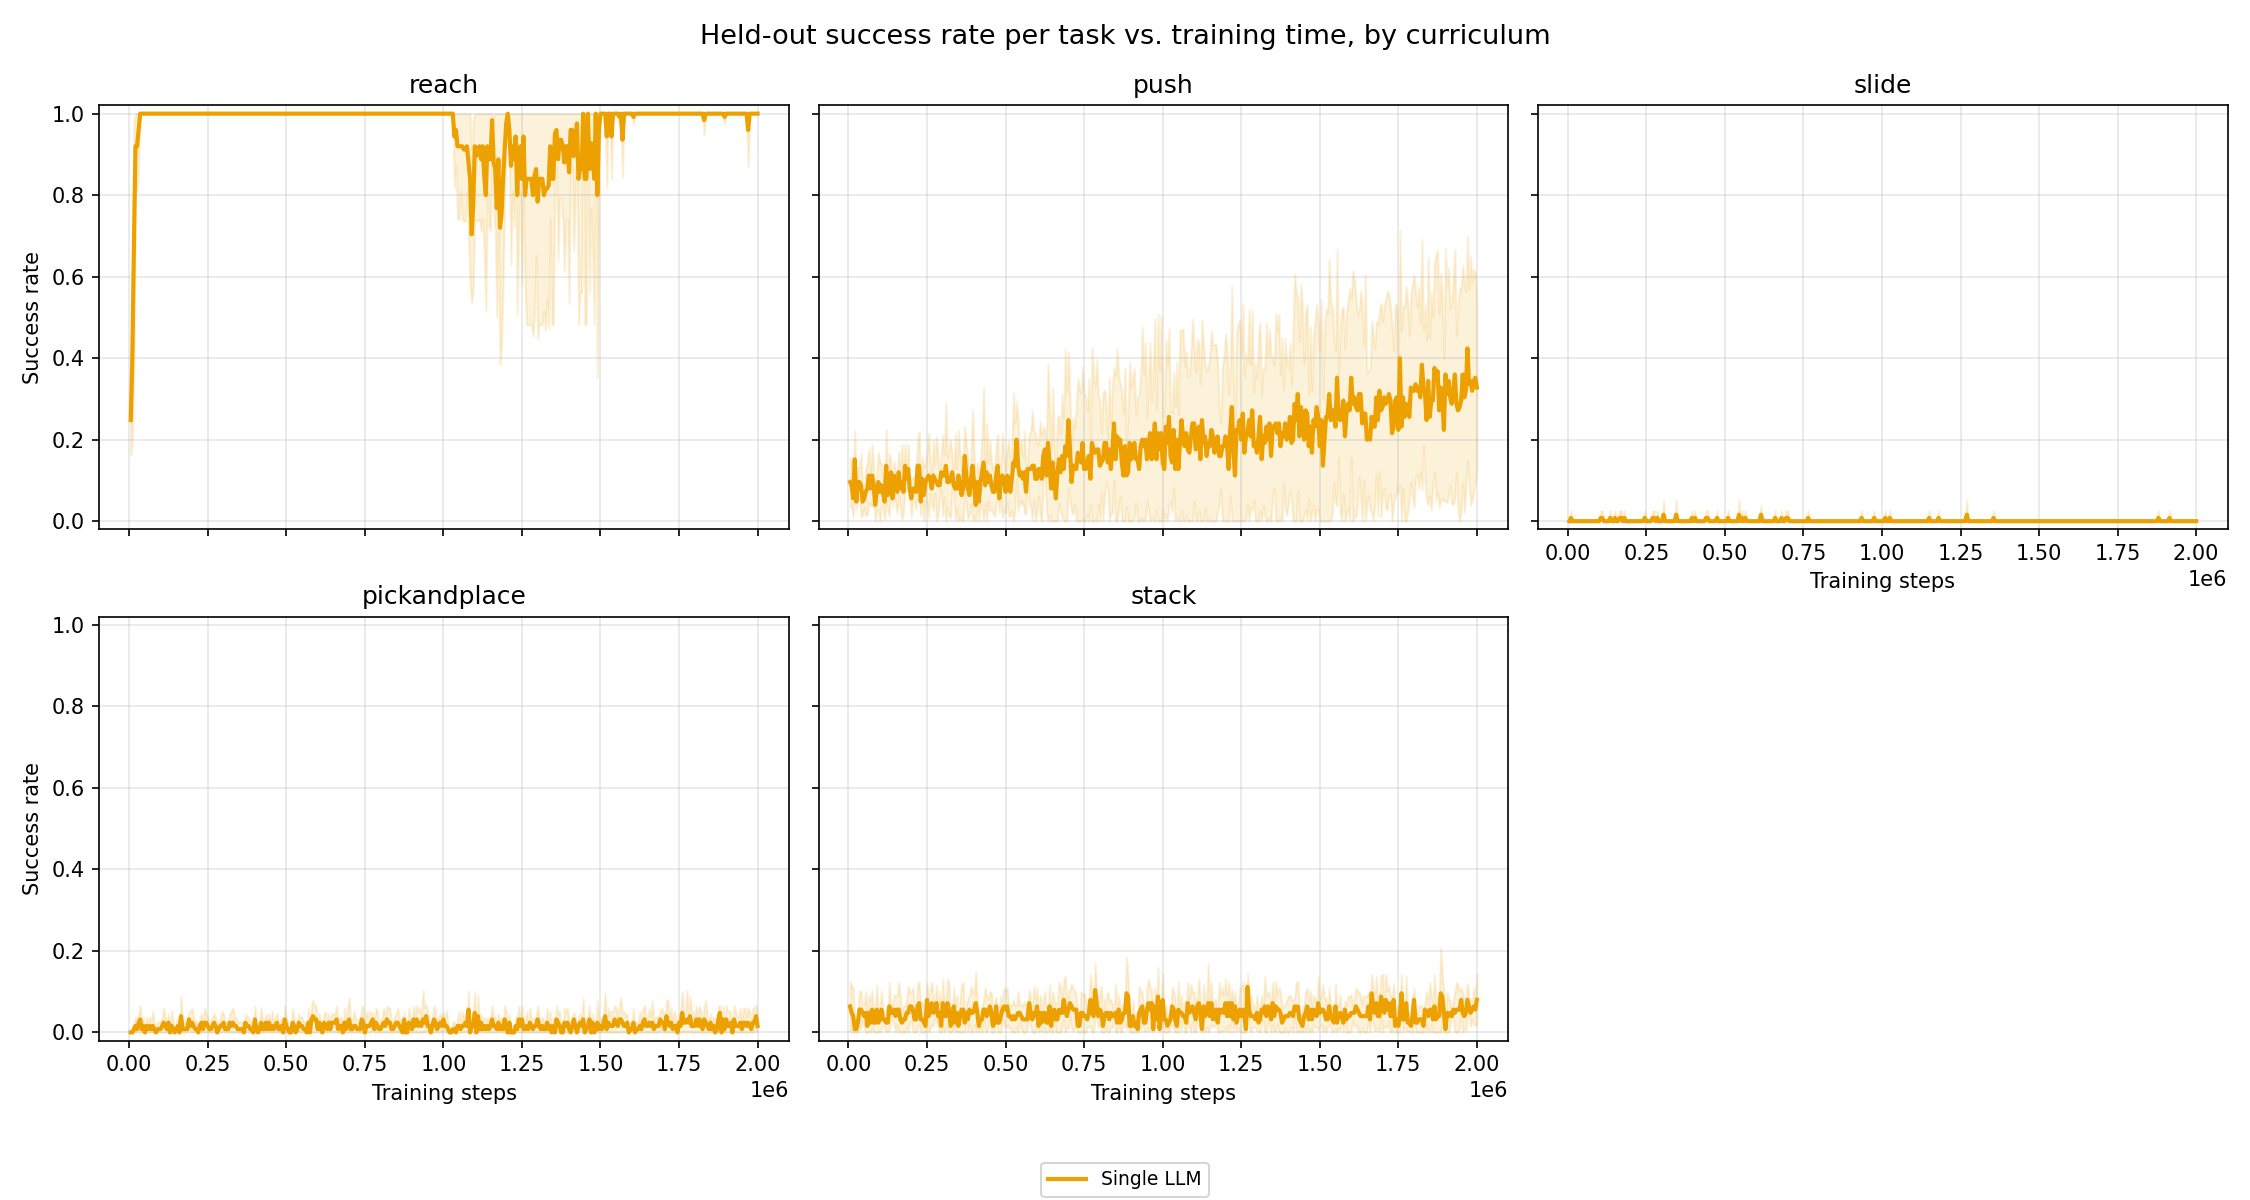 Held-out success rate per task vs. training time, by curriculum
reach
push
slide
Success rate
1.0
0.8
0.6
0.4
0.2
0.0
0.00 0.25 0.50 0.75 1.00 1.25 1.50 1.75 2.00
1e6
Training steps
pickandplace
stack
Success rate
1.0
0.8
0.6
0.4
0.2
0.0
0.00 0.25 0.50 0.75 1.00 1.25 1.50 1.75 2.00
1e6
Training steps
0.00 0.25 0.50 0.75 1.00 1.25 1.50 1.75 2.00
1e6
Training steps
Single LLM